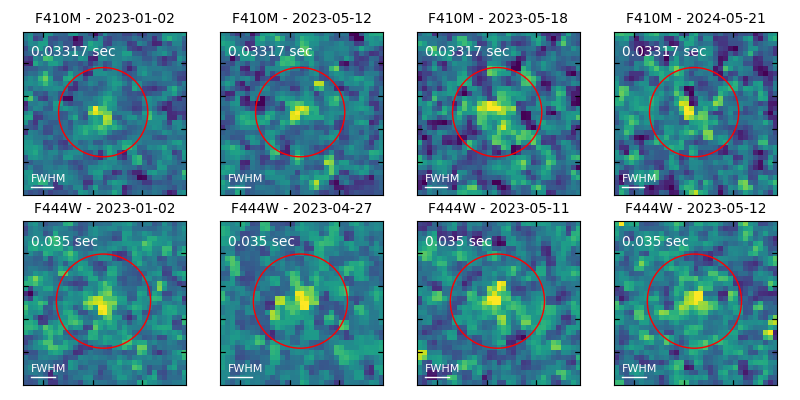 F410M - 2023-01-02
F410M - 2023-05-12
F410M - 2023-05-18
F410M - 2024-05-21
0.03317 sec
0.03317 sec
0.03317 sec
0.03317 sec
FWHM
FWHM
FWHM
FWHM
F444W - 2023-01-02
F444W - 2023-04-27
F444W - 2023-05-11
F444W - 2023-05-12
0.035 sec
0.035 sec
0.035 sec
0.035 sec
FWHM
FWHM
FWHM
FWHM